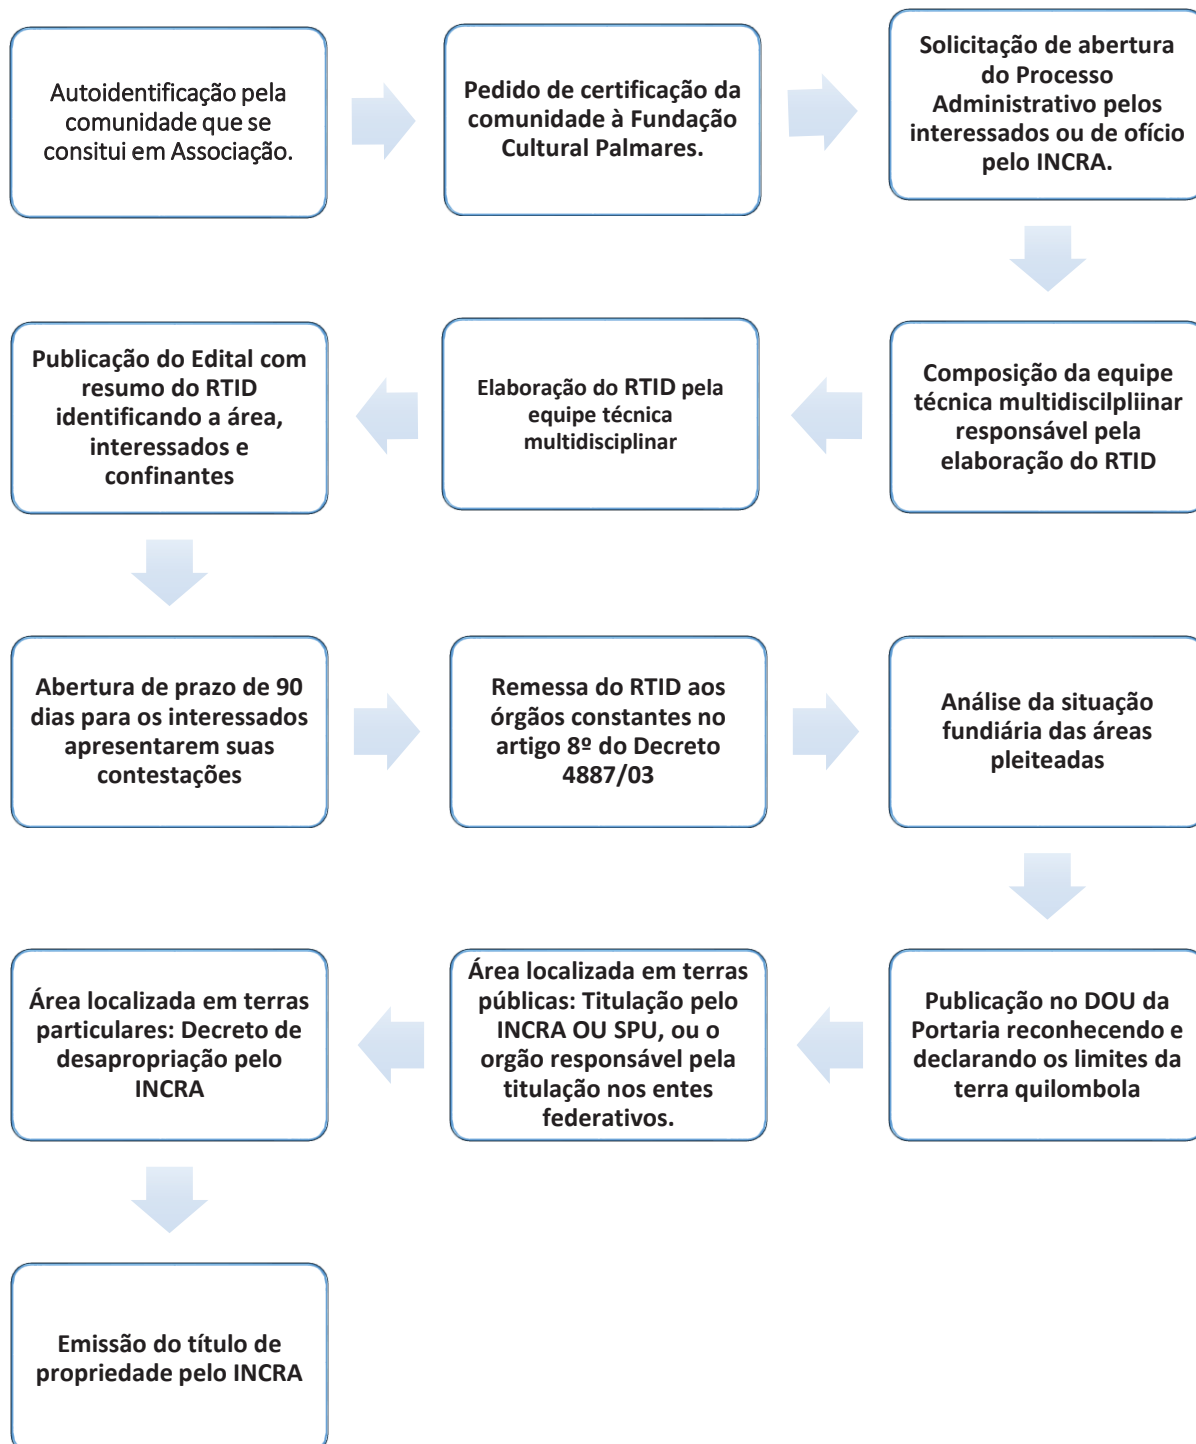 Autoidentificação pela
comunidade que se
consitui em Associação.
Pedido de certificação da
comunidade à Fundação
Cultural Palmares.
Solicitação de abertura
do Processo
Administrativo pelos
interessados ou de ofício
pelo INCRA.
Composição da equipe
técnica multidiscilpliinar
responsável pela
elaboração do RTID
Elaboração do RTID pela
equipe técnica
multidisciplinar
Publicação do Edital com
resumo do RTID
identificando a área,
interessados e
confinantes
Abertura de prazo de 90
dias para os interessados
apresentarem suas
contestações
Remessa do RTID aos
órgãos constantes no
artigo 8º do Decreto
4887/03
Análise da situação
fundiária das áreas
pleiteadas
Publicação no DOU da
Portaria reconhecendo e
declarando os limites da
terra quilombola
Área localizada em terras
públicas: Titulação pelo
INCRA OU SPU, ou o
orgão responsável pela
titulação nos entes
federativos.
Área localizada em terras
particulares: Decreto de
desapropriação pelo
INCRA
Emissão do título de
propriedade pelo INCRA